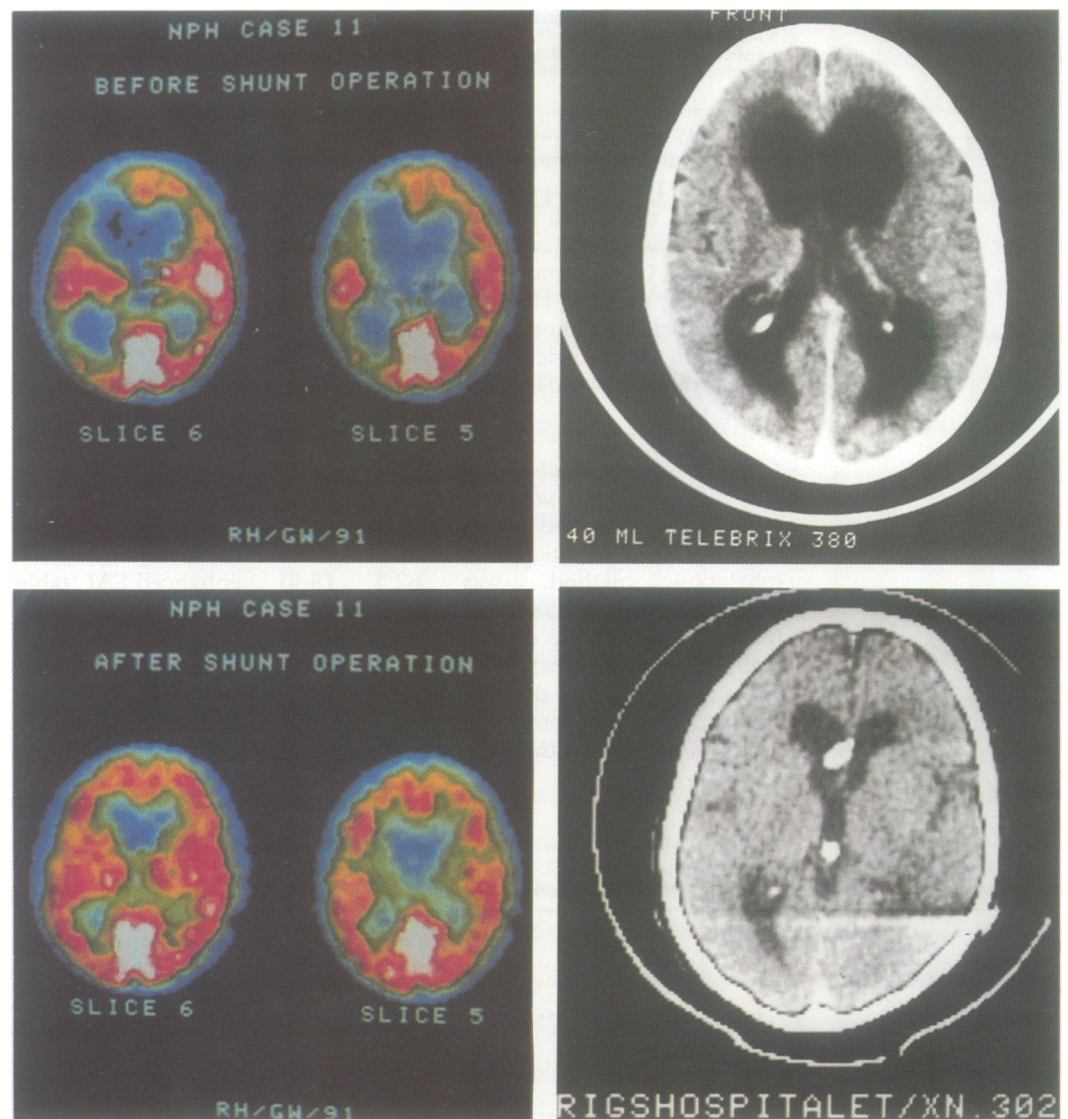 NPH CASE 11
BEFORE SHUNT OPERATION
SLICE 6
SLICE 5
RH/GW/91
FRONT
40 ML TELEBRIX 380
NPH CASE 11
AFTER SHUNT OPERATION
SLICE 6
SLICE 5
RH/GW/91
RIGSHOSPITALET/XN.302